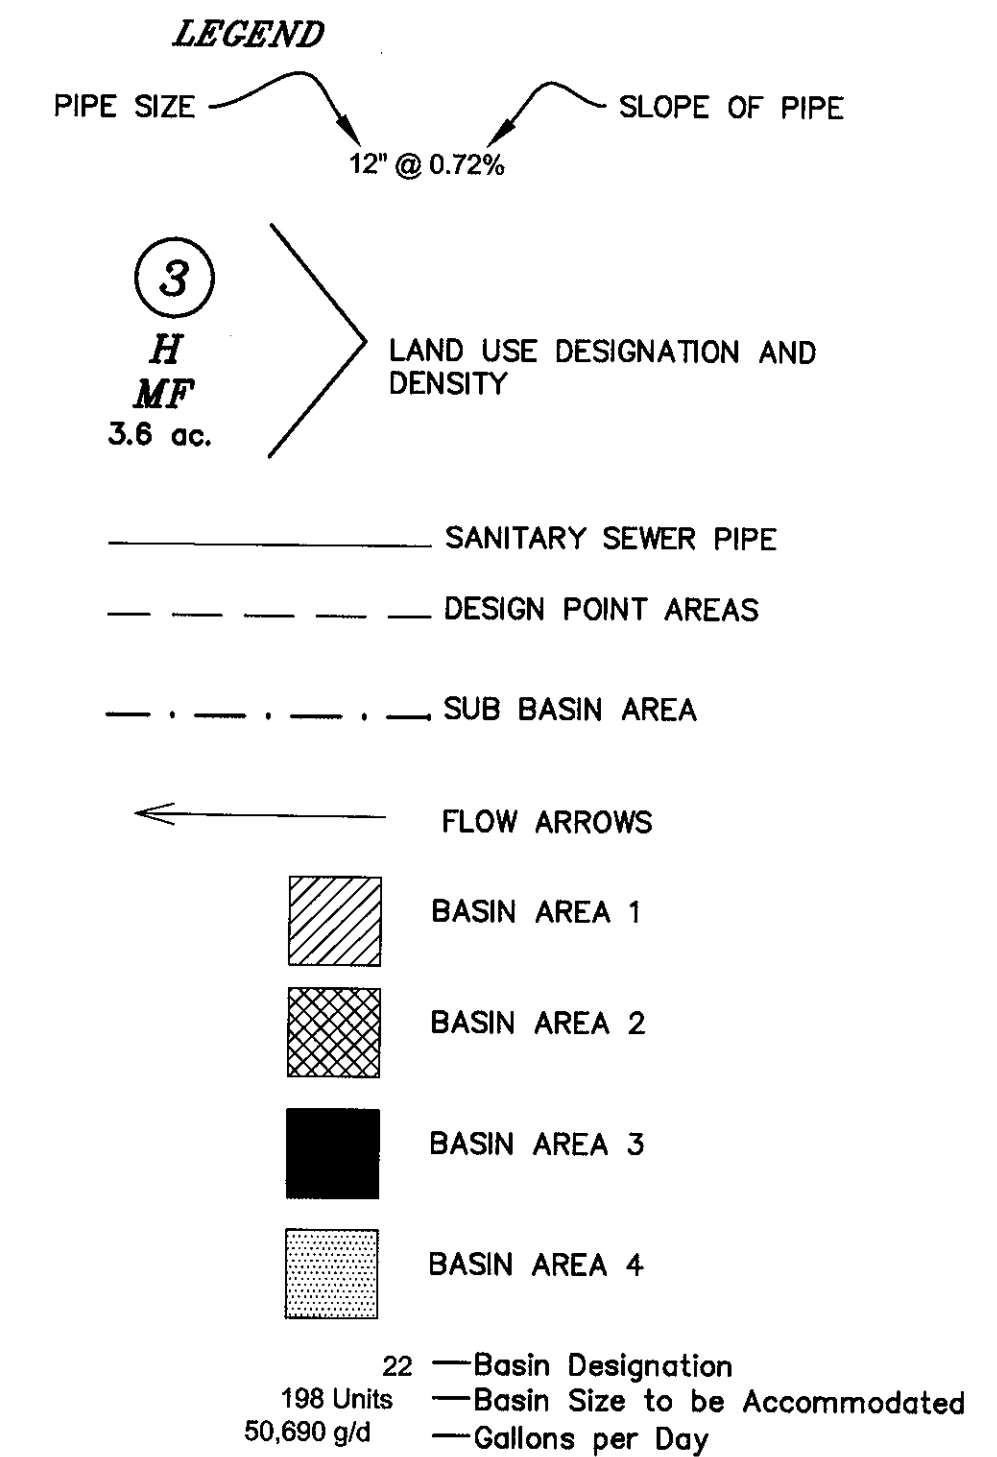 LEGEND
PIPE SIZE
SLOPE OF PIPE
12" @ 0.72%
3
H
MF
3.6 ac.
LAND USE DESIGNATION AND
DENSITY
SANITARY SEWER PIPE
DESIGN POINT AREAS
SUB BASIN AREA
FLOW ARROWS
BASIN AREA 1
BASIN AREA 2
BASIN AREA 3
BASIN AREA 4
22 —Basin Designation
198 Units —Basin Size to be Accommodated
50,690 g/d —Gallons per Day